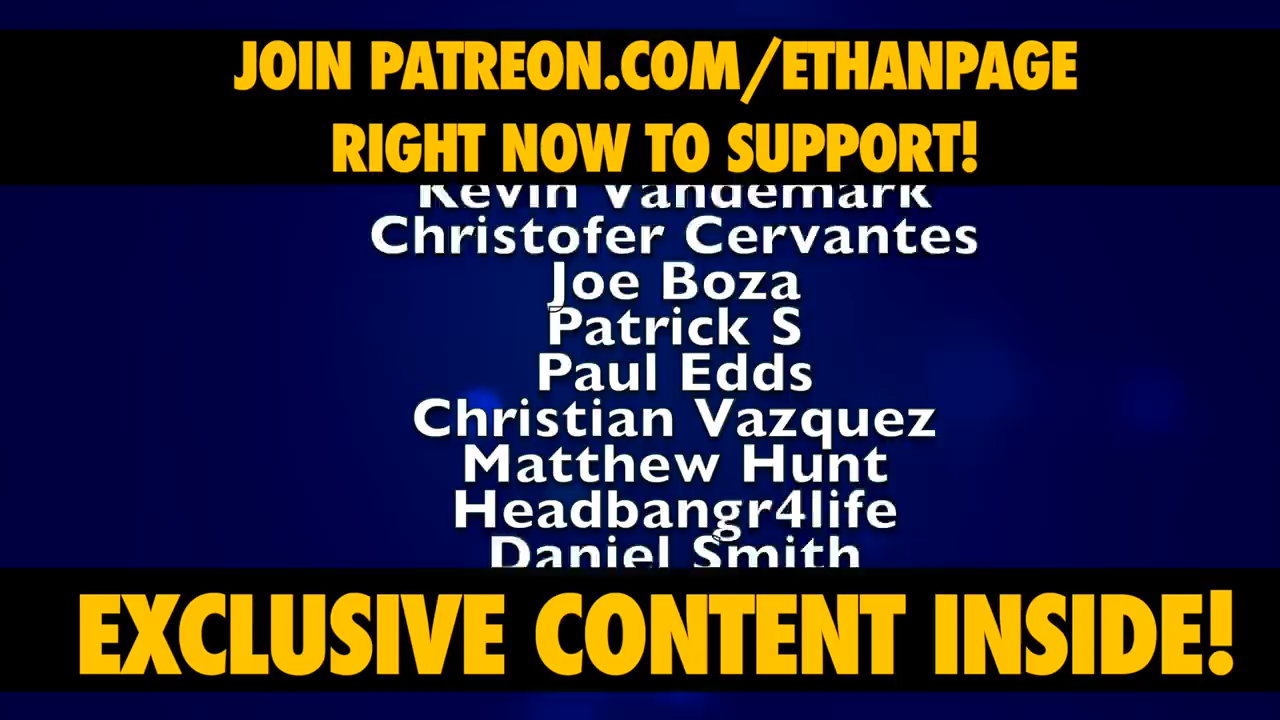 JOIN PATREON.COM/ETHANPAGE
RIGHT NOW TO SUPPORT!
Kevin Vandemark
Christofer Cervantes
Joe Boza
Patrick S
Paul Edds
Christian Vazquez
Matthew Hunt
Headbangr4life
Daniel Smith
EXCLUSIVE CONTENT INSIDE!